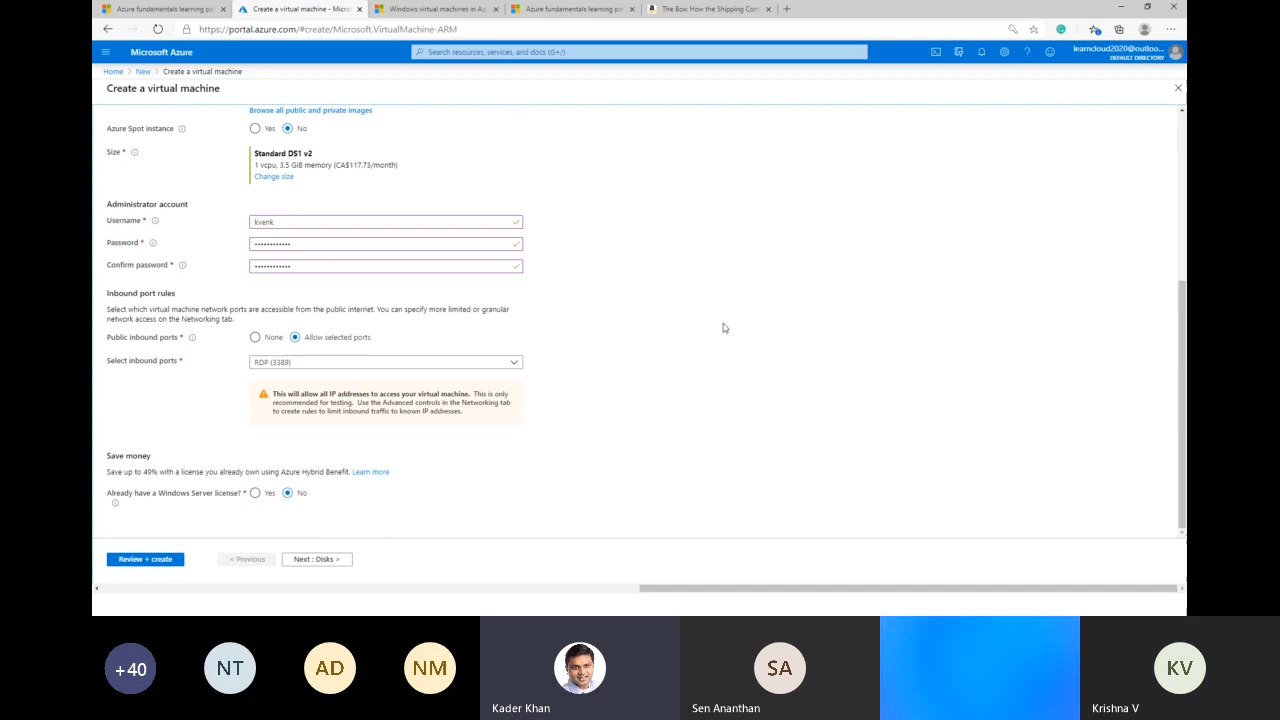 Azure fundamentals learning pa
Create a virtual machine - Micros
Windows virtual machines in Az
Azure fundamentals learning pa
The Box: How the Shipping Con
https://portal.azure.com/#create/Microsoft.VirtualMachine-ARM
Microsoft Azure
Search resources, services, and docs (G+/)
learncloud2020@outloo...
DEFAULT DIRECTORY
Home > New > Create a virtual machine
Create a virtual machine
Browse all public and private images
Azure Spot instance
Yes No
Size *
Standard DS1 v2
1 vcpu, 3.5 GiB memory (CA$117.73/month)
Change size
Administrator account
Username *
kvenk
Password *
••••••••••••
Confirm password *
••••••••••••
Inbound port rules
Select which virtual machine network ports are accessible from the public internet. You can specify more limited or granular
network access on the Networking tab.
Public inbound ports *
None Allow selected ports
Select inbound ports *
RDP (3389)
This will allow all IP addresses to access your virtual machine. This is only
recommended for testing. Use the Advanced controls in the Networking tab
to create rules to limit inbound traffic to known IP addresses.
Save money
Save up to 49% with a license you already own using Azure Hybrid Benefit. Learn more
Already have a Windows Server license? *
Yes No
Review + create
< Previous
Next : Disks >
+40
NT
AD
NM
SA
KV
Kader Khan
Sen Ananthan
Krishna V